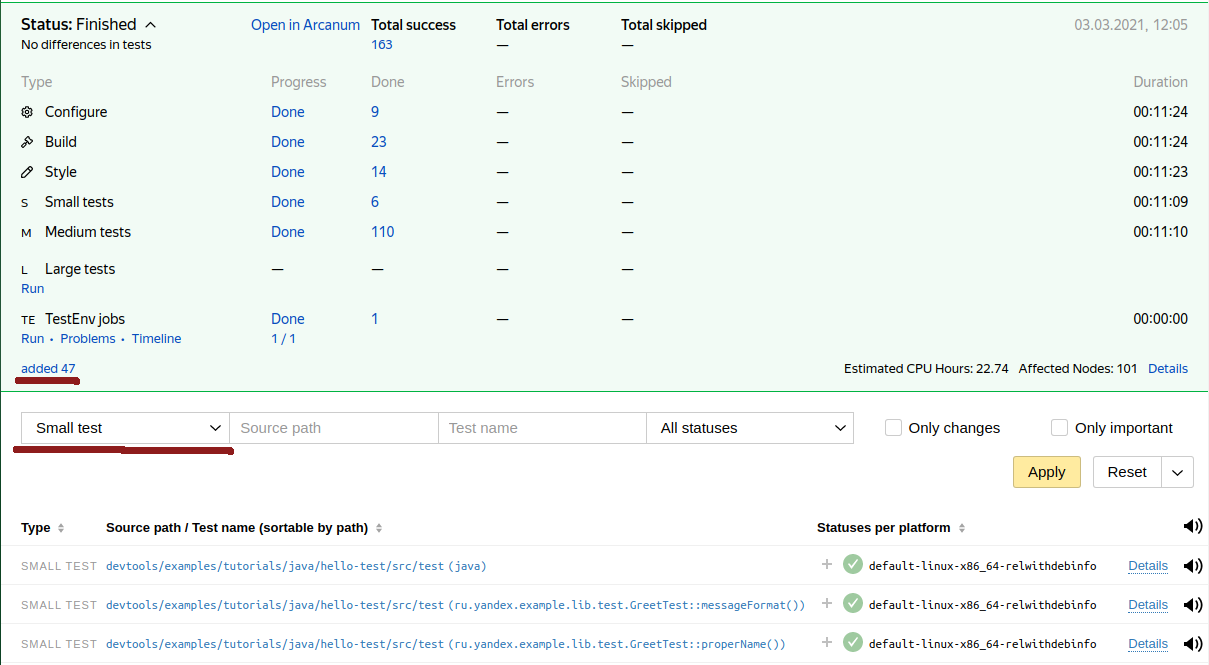 Status: Finished Open in Arcanum Total success Total errors Total skipped 03.03.2021, 12:05
No differences in tests 163 — —
Type Progress Done Errors Skipped Duration
Configure Done 9 — — 00:11:24
Build Done 23 — — 00:11:24
Style Done 14 — — 00:11:23
S Small tests Done 6 — — 00:11:09
M Medium tests Done 110 — — 00:11:10
L Large tests — — — —
Run
TE TestEnv jobs Done 1 — — 00:00:00
Run • Problems • Timeline 1 / 1
added 47 Estimated CPU Hours: 22.74 Affected Nodes: 101 Details
Small test Source path Test name All statuses Only changes Only important
Apply Reset
Type Source path / Test name (sortable by path) Statuses per platform
SMALL TEST devtools/examples/tutorials/java/hello-test/src/test (java) + default-linux-x86_64-relwithdebinfo Details
SMALL TEST devtools/examples/tutorials/java/hello-test/src/test (ru.yandex.example.lib.test.GreetTest::messageFormat()) + default-linux-x86_64-relwithdebinfo Details
SMALL TEST devtools/examples/tutorials/java/hello-test/src/test (ru.yandex.example.lib.test.GreetTest::properName()) + default-linux-x86_64-relwithdebinfo Details